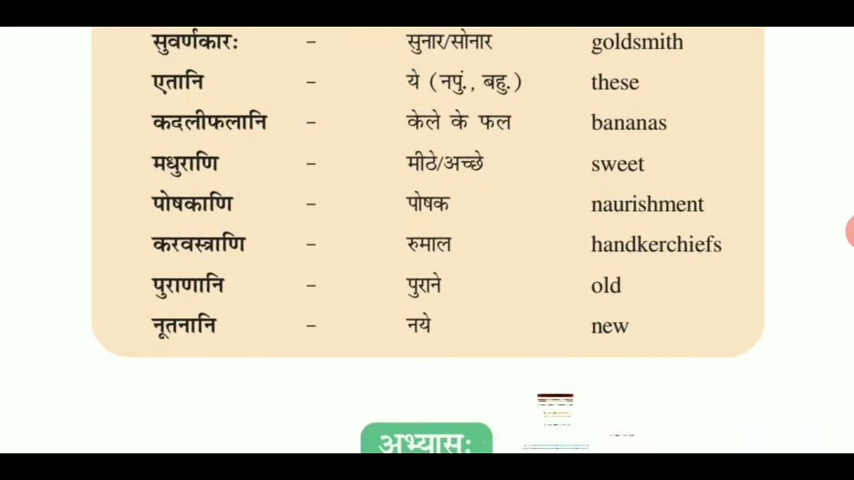 सुवर्णकारः – सुनार/सोनार goldsmith
एतानि – ये (नपुं., बहु.) these
कदलीफलानि – केले के फल bananas
मधुराणि – मीठे/अच्छे sweet
पोषकाणि – पोषक naurishment
करवस्त्राणि – रुमाल handkerchiefs
पुराणानि – पुराने old
नूतनानि – नये new
अभ्यासः